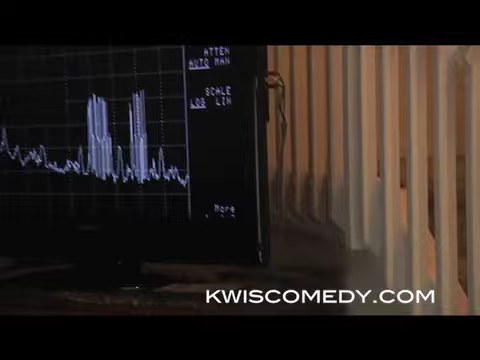 ATTEN
AUTO MAN
SCALE
LOG LIN
More
KWISCOMEDY.COM